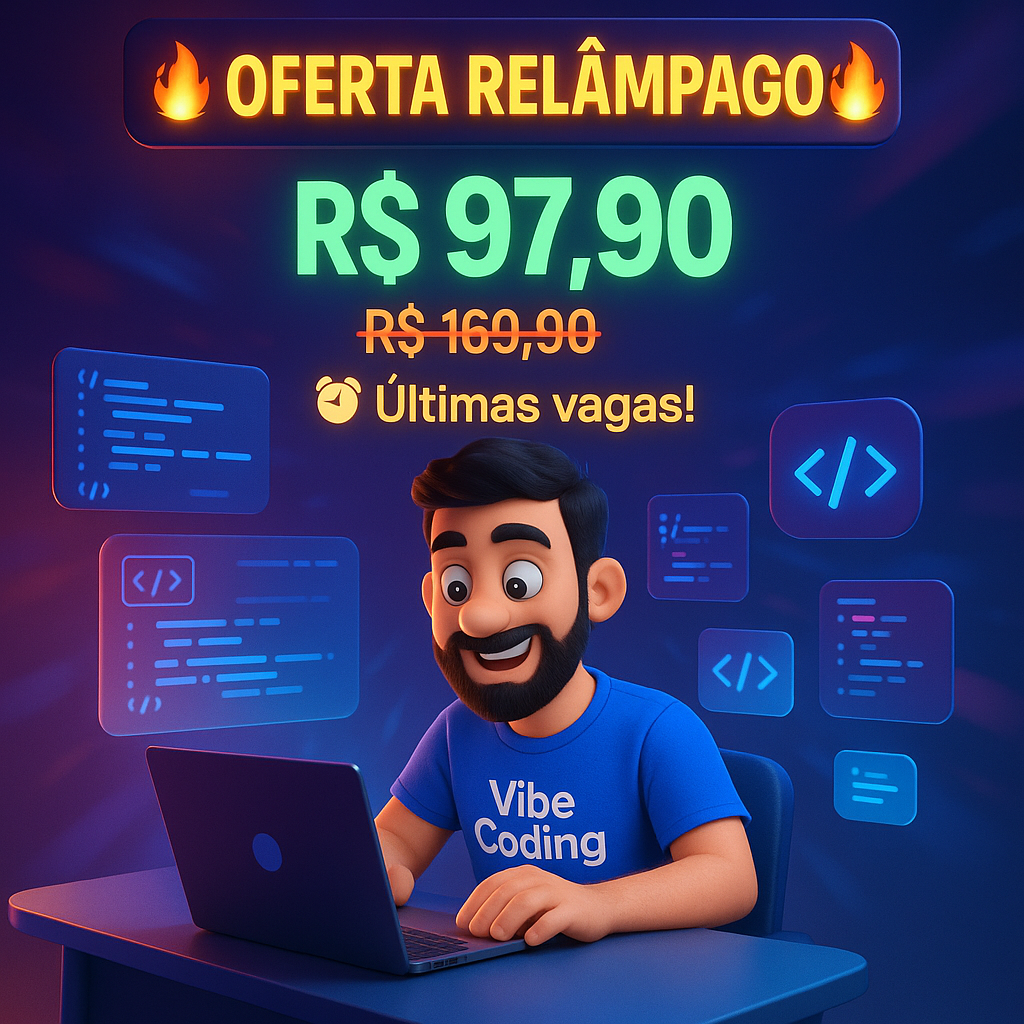 🔥 OFERTA RELÂMPAGO 🔥
R$ 97,90
R$ 169,90
⏰ Últimas vagas!
</>
</>
</>
</>
</>
</>
Vibe
Coding